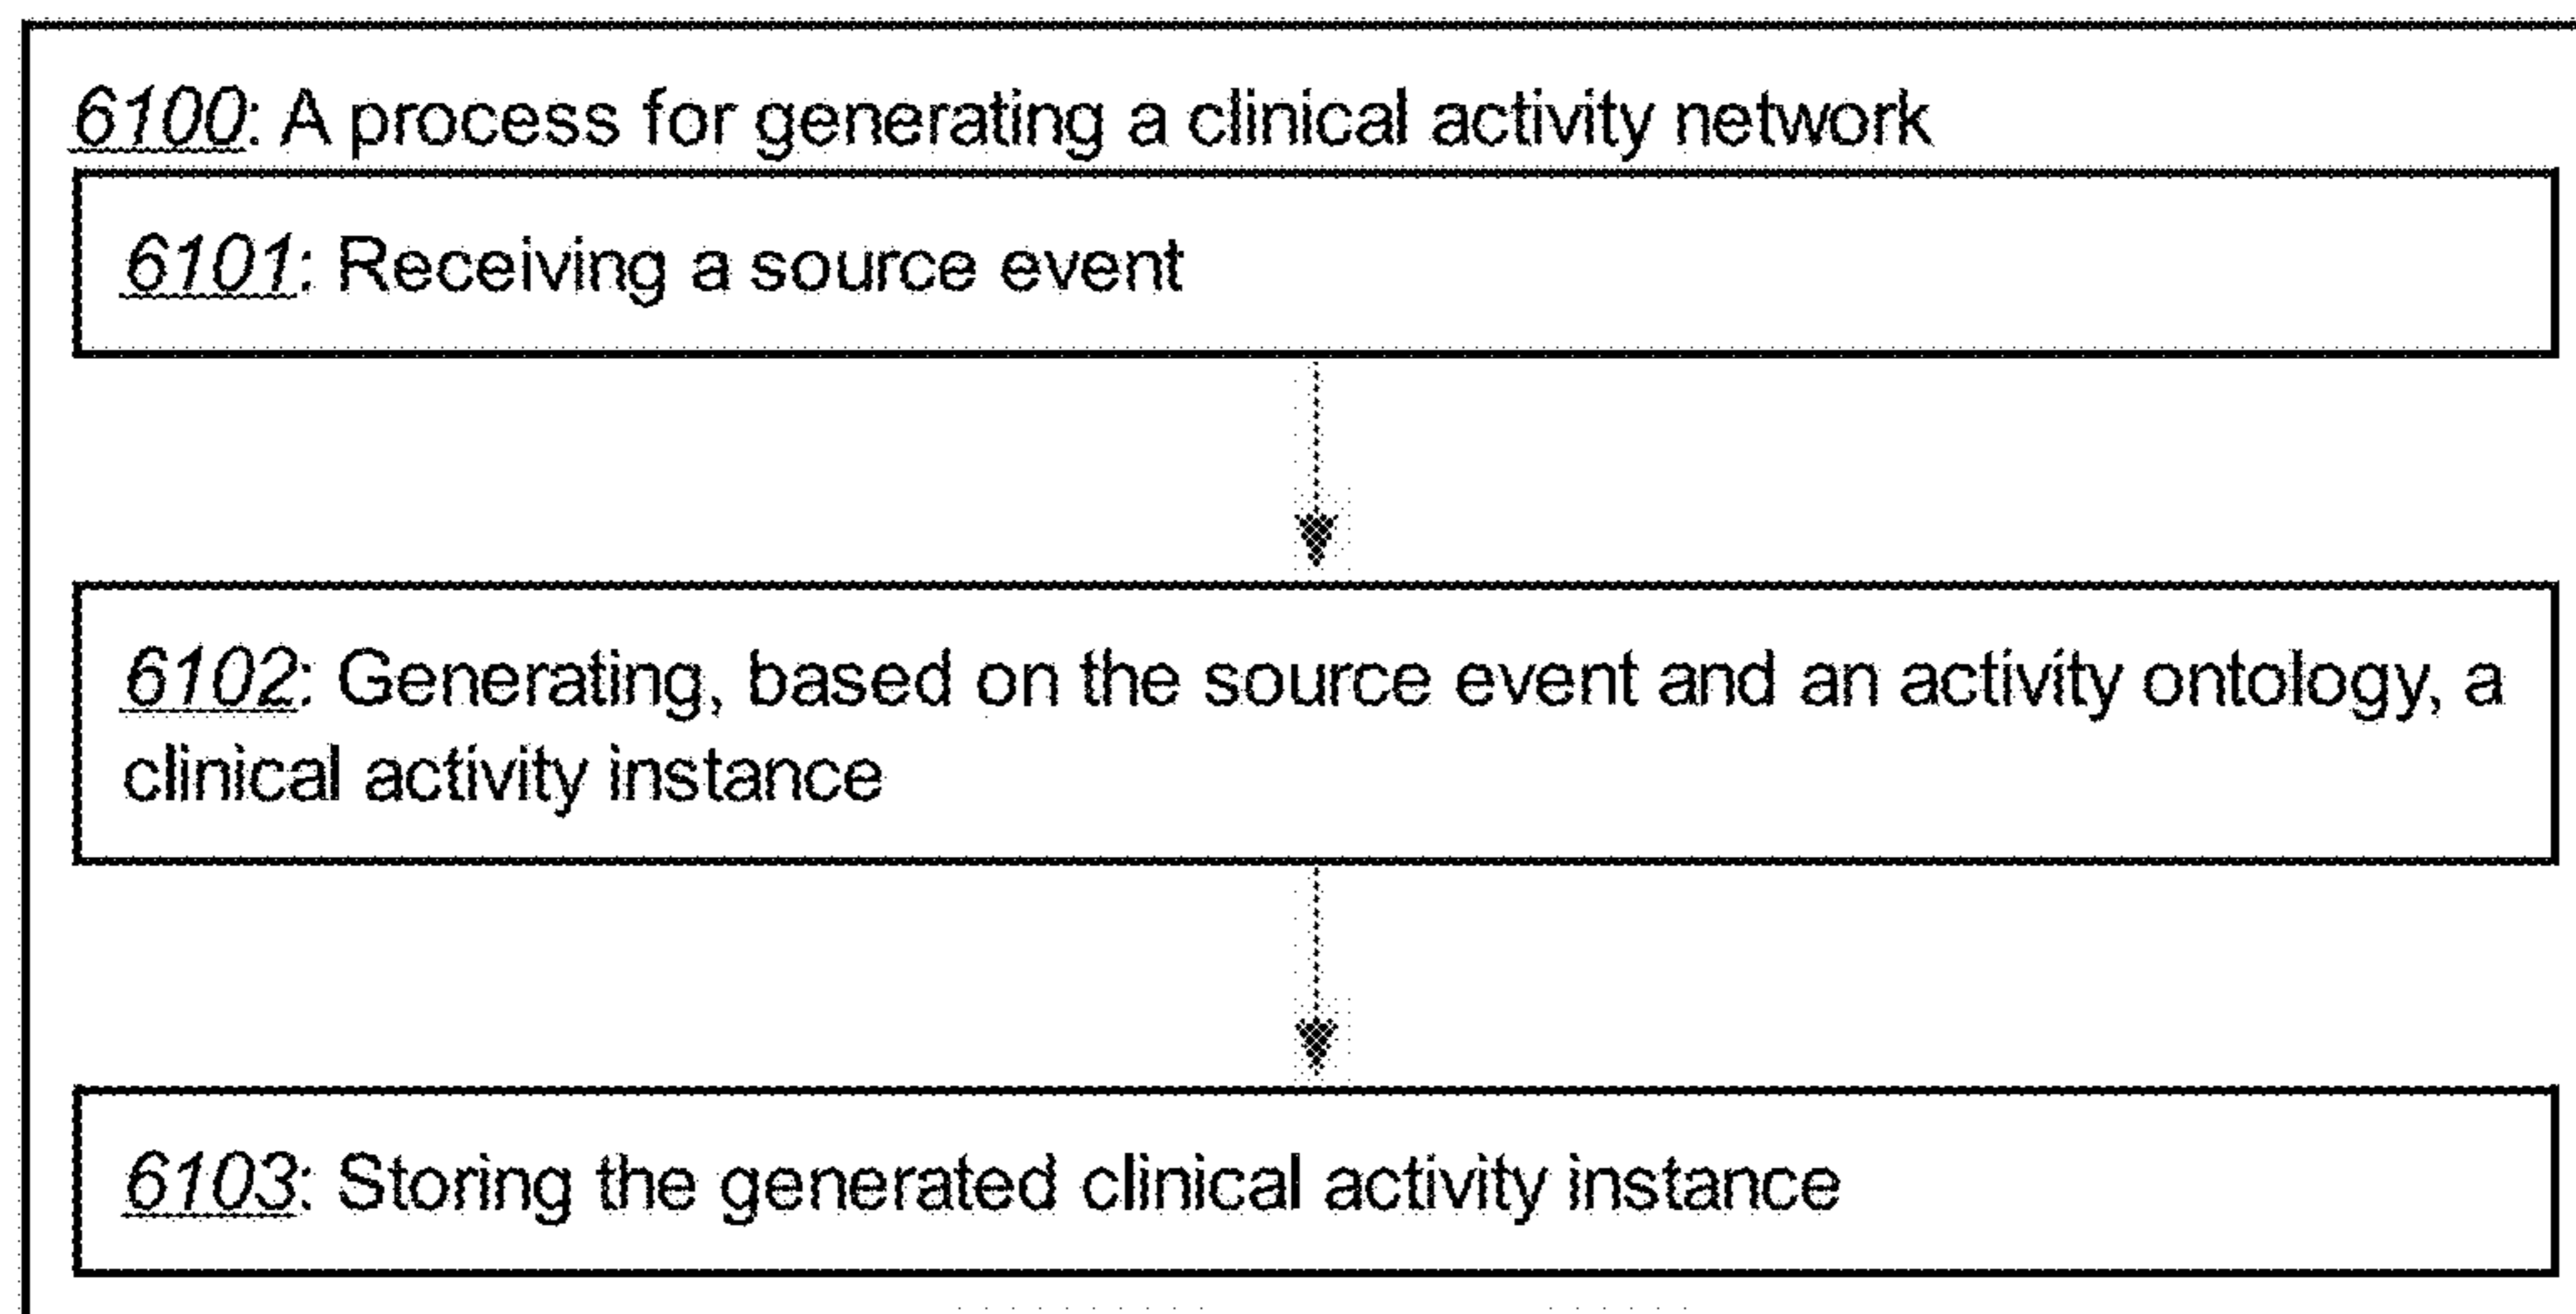 6100: A process for generating a clinical activity network
6101: Receiving a source event
6102: Generating, based on the source event and an activity ontology, a
clinical activity instance
6103: Storing the generated clinical activity instance